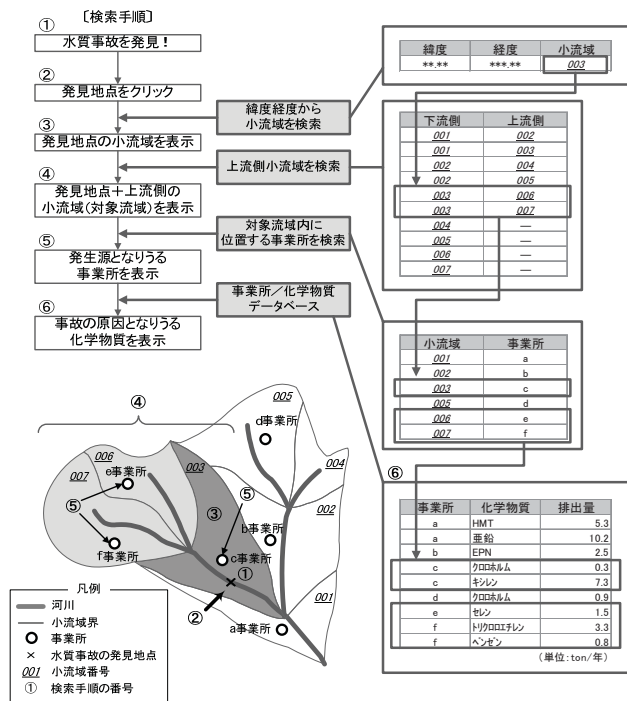 〔検索手順〕
①
水質事故を発見！
②
発見地点をクリック
緯度経度から
小流域を検索
③
発見地点の小流域を表示
上流側小流域を検索
④
発見地点＋上流側の
小流域（対象流域）を表示
対象流域内に
位置する事業所を検索
⑤
発生源となりうる
事業所を表示
事業所／化学物質
データベース
⑥
事故の原因となりうる
化学物質を表示
緯度 経度 小流域
**.** ***.** 003
下流側 上流側
001 002
001 003
002 004
002 005
003 006
003 007
004 —
005 —
006 —
007 —
小流域 事業所
001 a
002 b
003 c
005 d
006 e
007 f
⑥
事業所 化学物質 排出量
a HMT 5.3
a 亜鉛 10.2
b EPN 2.5
c クロロホルム 0.3
c キシレン 7.3
d クロロホルム 0.9
e セレン 1.5
f トリクロロエチレン 3.3
f ベンゼン 0.8
（単位：ton/年）
④
005
d事業所
004
006
003
007
e事業所
002
⑤
③
⑤
b事業所
f事業所
c事業所
①
001
②
a事業所
凡例
河川
小流域界
事業所
× 水質事故の発見地点
001 小流域番号
① 検索手順の番号